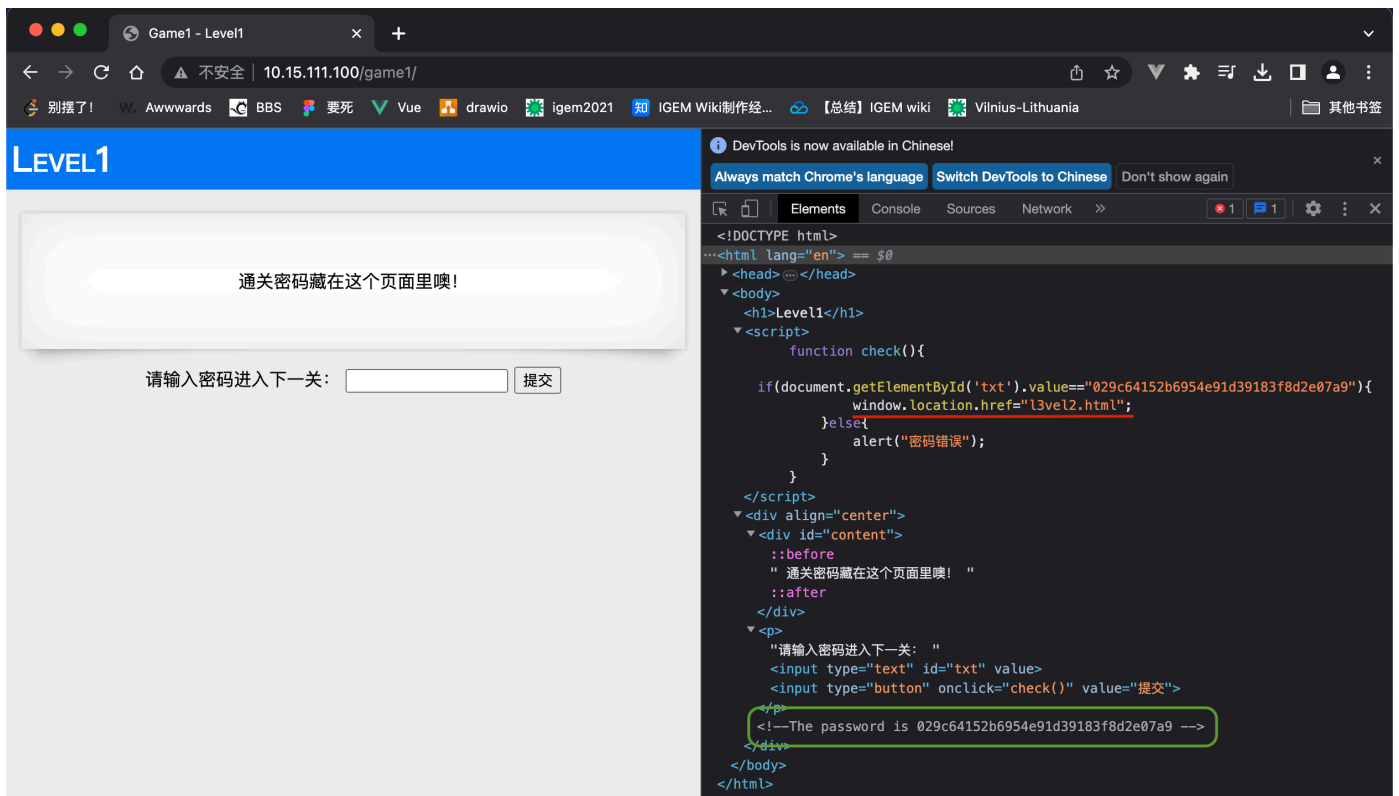 Game1 - Level1
不安全 10.15.111.100/game1/
别摆了! W. Awwwards BBS 要死 Vue drawio igem2021 知 IGEM Wiki制作经... 【总结】IGEM wiki Vilnius-Lithuania 其他书签
LEVEL1
通关密码藏在这个页面里噢!
请输入密码进入下一关: 提交
DevTools is now available in Chinese!
Always match Chrome's language Switch DevTools to Chinese Don't show again
Elements Console Sources Network » 1 1
<!DOCTYPE html>
···<html lang="en"> == $0
<head>…</head>
<body>
<h1>Level1</h1>
<script>
function check(){
if(document.getElementById('txt').value=="029c64152b6954e91d39183f8d2e07a9"){
window.location.href="l3vel2.html";
}else{
alert("密码错误");
}
}
</script>
<div align="center">
<div id="content">
::before
" 通关密码藏在这个页面里噢! "
::after
</div>
<p>
"请输入密码进入下一关: "
<input type="text" id="txt" value>
<input type="button" onclick="check()" value="提交">
</p>
<!--The password is 029c64152b6954e91d39183f8d2e07a9 -->
</div>
</body>
</html>